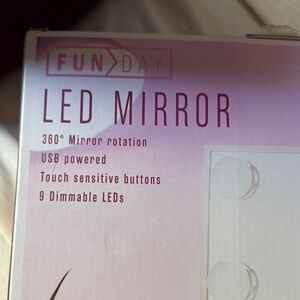 FUN DAY
LED MIRROR
360° Mirror rotation
USB powered
Touch sensitive buttons
9 Dimmable LEDs